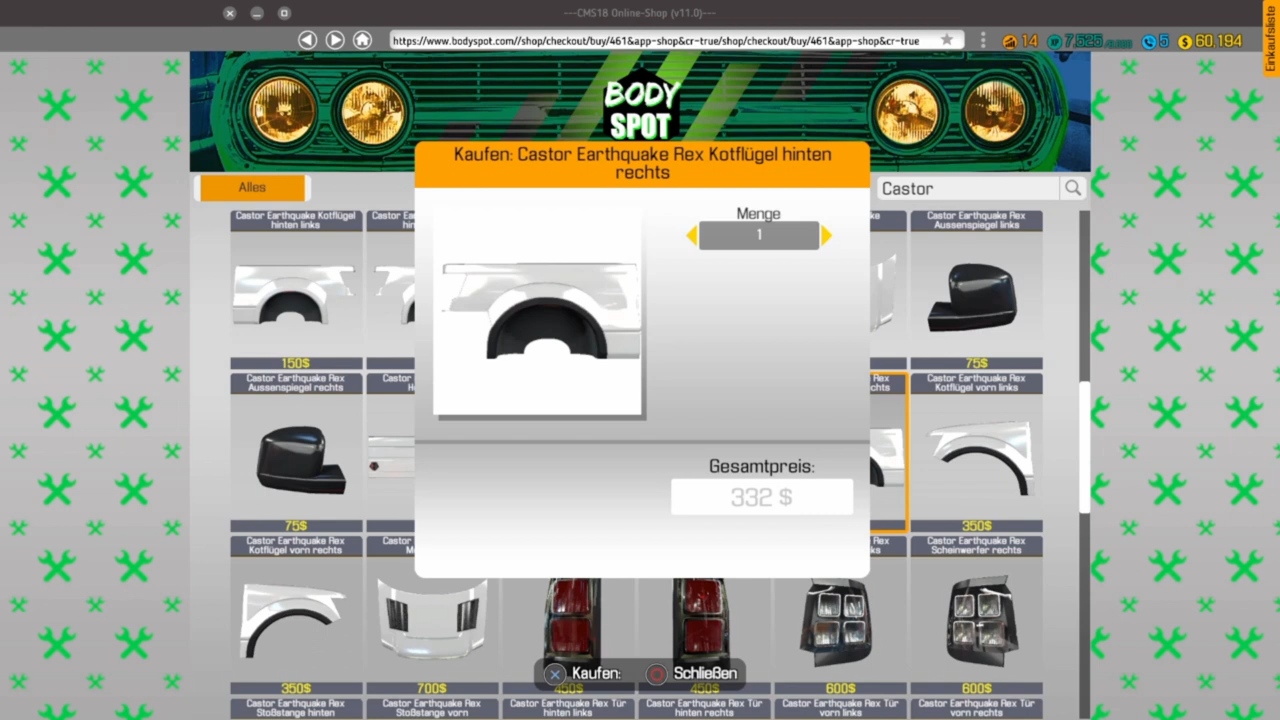 ---CMS18 Online-Shop (v11.0)---
https://www.bodyspot.com//shop/checkout/buy/461&app-shop&cr-true/shop/checkout/buy/461&app-shop&cr-true
14
7,525
5
$ 60,194
Einkaufsliste
BODY
SPOT
Kaufen: Castor Earthquake Rex Kotflügel hinten
rechts
Alles
Castor
Menge
1
Gesamtpreis:
332 $
Castor Earthquake Kotflügel
hinten links
Castor Earthquake Rex
Aussenspiegel links
150$
75$
Castor Earthquake Rex
Aussenspiegel rechts
Castor
Castor Earthquake Rex
Kotflügel vorn links
75$
350$
Castor Earthquake Rex
Kotflügel vorn rechts
Castor
Rex
Castor Earthquake Rex
Scheinwerfer rechts
Kaufen:
Schließen
350$
700$
450$
450$
600$
600$
Castor Earthquake Rex
Stoßstange hinten
Castor Earthquake Rex
Stoßstange vorn
Castor Earthquake Rex Tür
hinten links
Castor Earthquake Rex Tür
hinten rechts
Castor Earthquake Rex Tür
vorn links
Castor Earthquake Rex Tür
vorn rechts